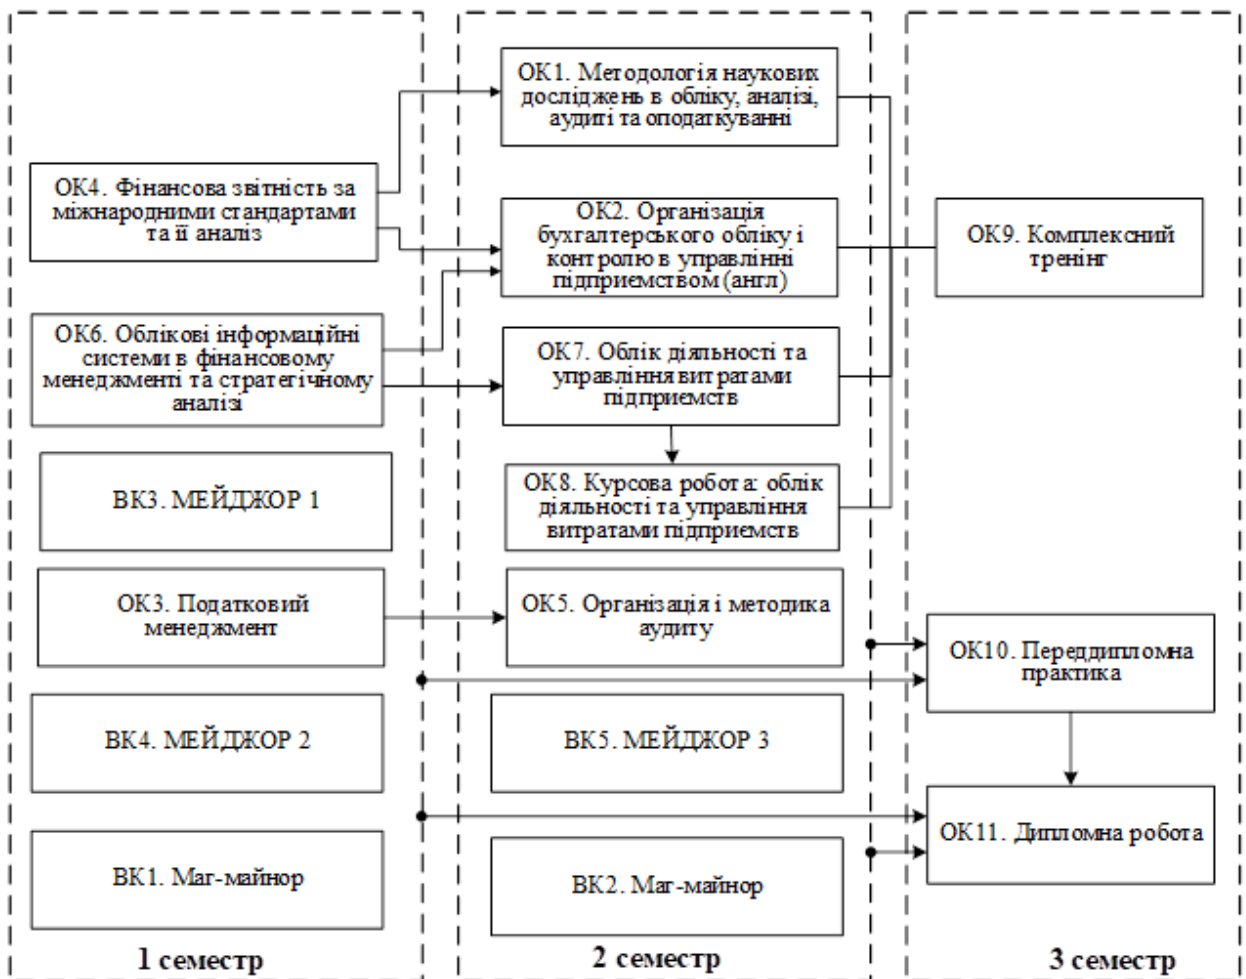 ОК4. Фінансова звітність за
міжнародними стандартами
та її аналіз
ОК6. Облікові інформаційні
системи в фінансовому
менеджменті та стратегічному
аналізі
ВК3. МЕЙДЖОР 1
ОК3. Податковий
менеджмент
ВК4. МЕЙДЖОР 2
ВК1. Маг-майнор
1 семестр
ОК1. Методологія наукових
досліджень в обліку, аналізі,
аудиті та оподаткуванні
ОК2. Організація
бухгалтерського обліку і
контролю в управлінні
підприємством (англ)
ОК7. Облік діяльності та
управління витратами
підприємств
ОК8. Курсова робота: облік
діяльності та управління
витратами підприємств
ОК5. Організація і методика
аудиту
ВК5. МЕЙДЖОР 3
ВК2. Маг-майнор
2 семестр
ОК9. Комплексний
тренінг
ОК10. Переддипломна
практика
ОК11. Дипломна робота
3 семестр